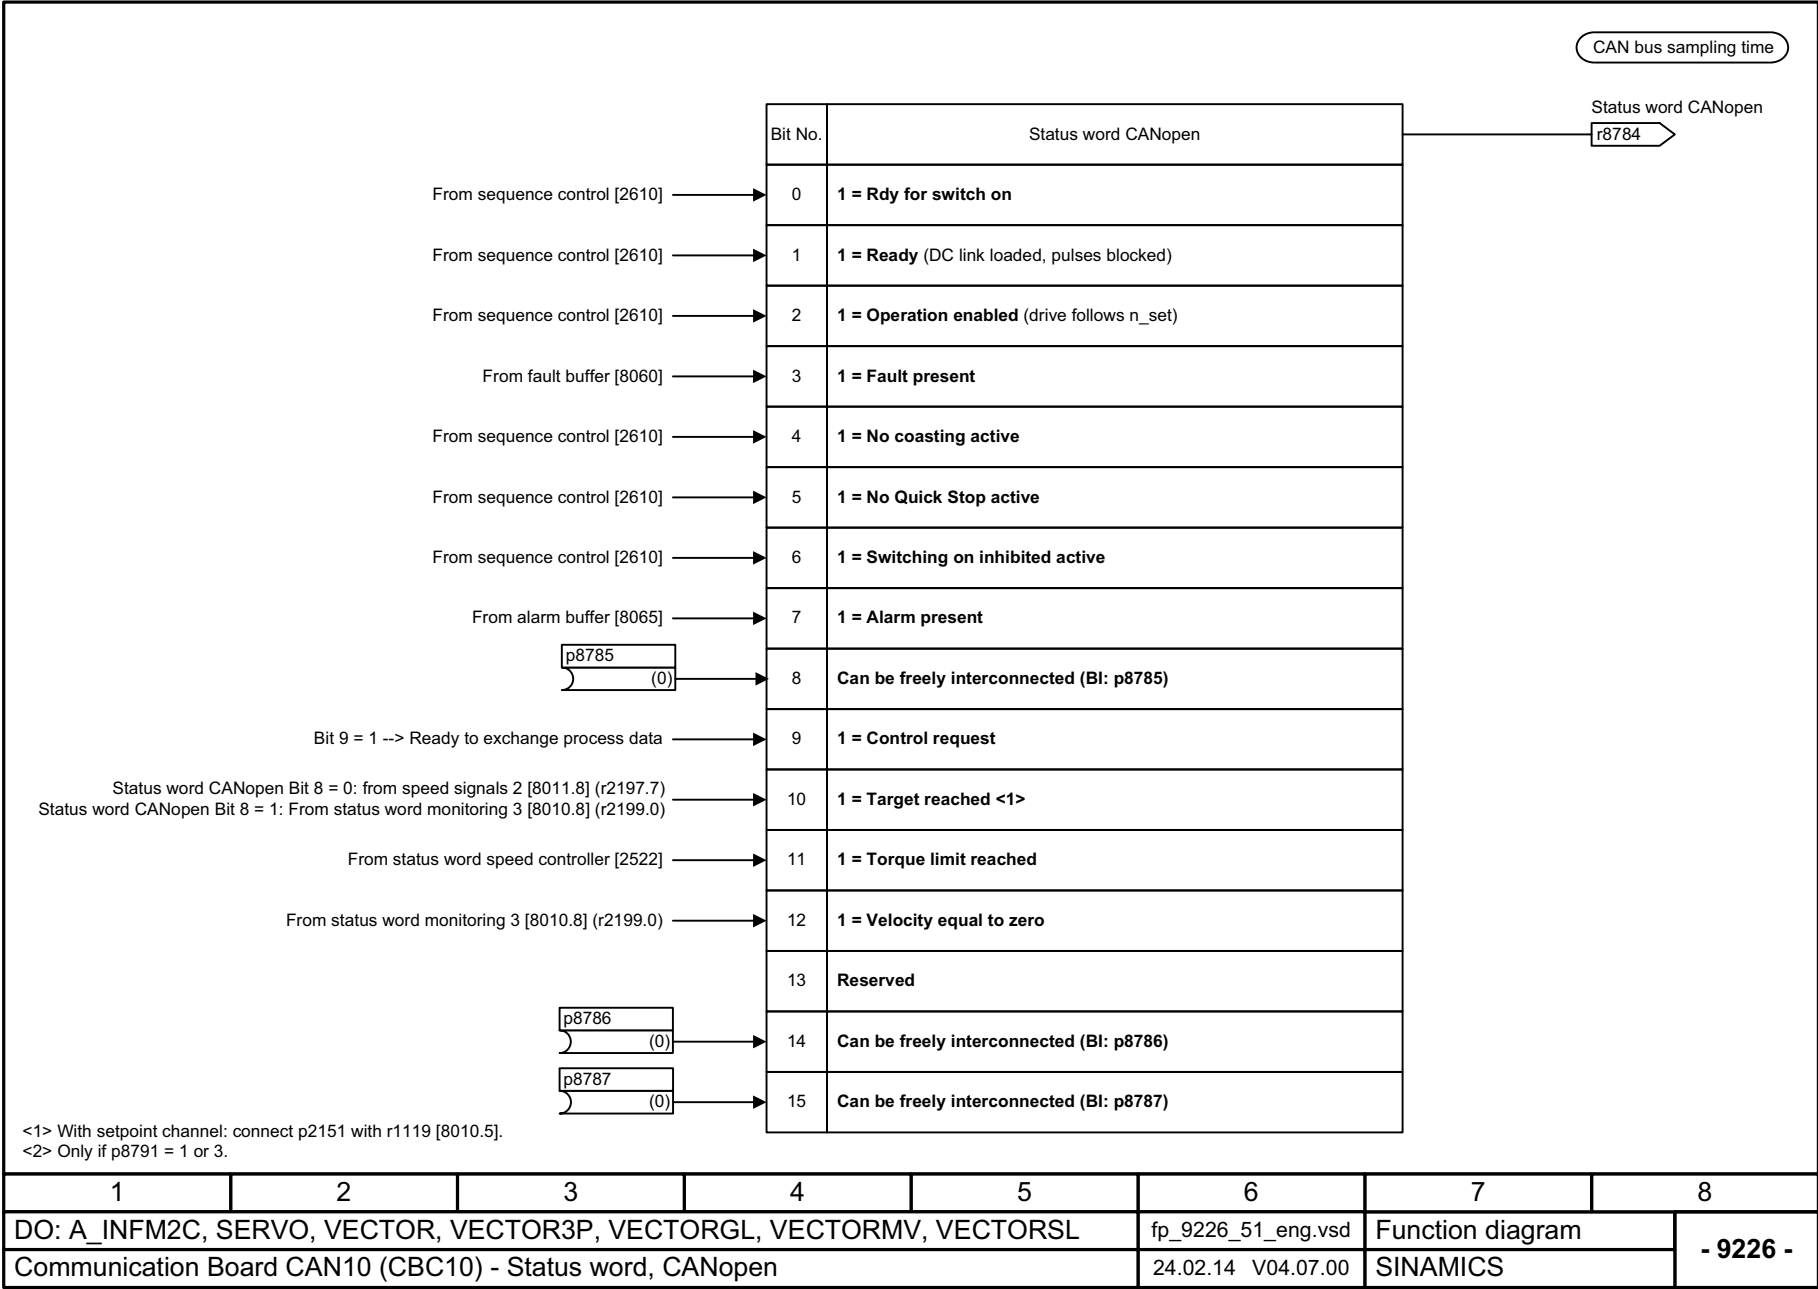 CAN bus sampling time
Status word CANopen
r8784
Bit No. Status word CANopen
From sequence control [2610] 0 1 = Rdy for switch on
From sequence control [2610] 1 1 = Ready (DC link loaded, pulses blocked)
From sequence control [2610] 2 1 = Operation enabled (drive follows n_set)
From fault buffer [8060] 3 1 = Fault present
From sequence control [2610] 4 1 = No coasting active
From sequence control [2610] 5 1 = No Quick Stop active
From sequence control [2610] 6 1 = Switching on inhibited active
From alarm buffer [8065] 7 1 = Alarm present
p8785
(0) 8 Can be freely interconnected (BI: p8785)
Bit 9 = 1 --> Ready to exchange process data 9 1 = Control request
Status word CANopen Bit 8 = 0: from speed signals 2 [8011.8] (r2197.7)
Status word CANopen Bit 8 = 1: From status word monitoring 3 [8010.8] (r2199.0)
10 1 = Target reached <1>
From status word speed controller [2522] 11 1 = Torque limit reached
From status word monitoring 3 [8010.8] (r2199.0) 12 1 = Velocity equal to zero
13 Reserved
p8786
(0) 14 Can be freely interconnected (BI: p8786)
p8787
(0) 15 Can be freely interconnected (BI: p8787)
<1> With setpoint channel: connect p2151 with r1119 [8010.5].
<2> Only if p8791 = 1 or 3.
1 2 3 4 5 6 7 8
DO: A_INFM2C, SERVO, VECTOR, VECTOR3P, VECTORGL, VECTORMV, VECTORSL fp_9226_51_eng.vsd Function diagram
- 9226 -
Communication Board CAN10 (CBC10) - Status word, CANopen 24.02.14 V04.07.00 SINAMICS